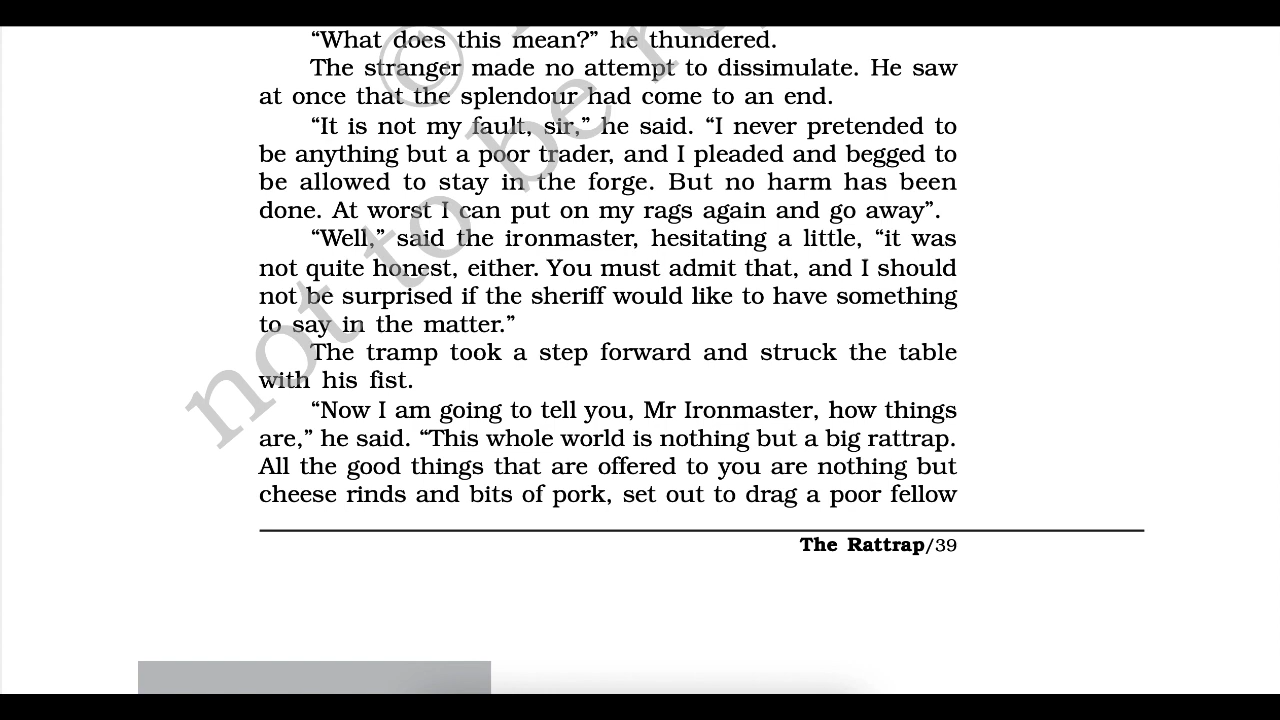 “What does this mean?” he thundered.
The stranger made no attempt to dissimulate. He saw
at once that the splendour had come to an end.
“It is not my fault, sir,” he said. “I never pretended to
be anything but a poor trader, and I pleaded and begged to
be allowed to stay in the forge. But no harm has been
done. At worst I can put on my rags again and go away”.
“Well,” said the ironmaster, hesitating a little, “it was
not quite honest, either. You must admit that, and I should
not be surprised if the sheriff would like to have something
to say in the matter.”
The tramp took a step forward and struck the table
with his fist.
“Now I am going to tell you, Mr Ironmaster, how things
are,” he said. “This whole world is nothing but a big rattrap.
All the good things that are offered to you are nothing but
cheese rinds and bits of pork, set out to drag a poor fellow
The Rattrap/39
©
not to be